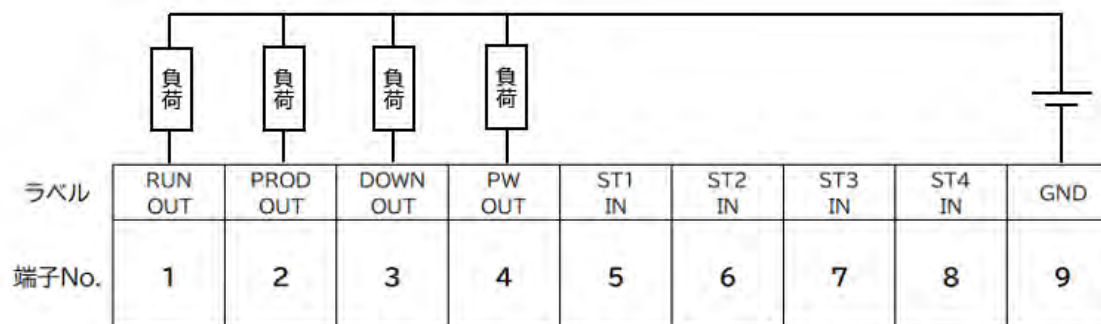 負荷 負荷 負荷 負荷
ラベル RUN OUT PROD OUT DOWN OUT PW OUT ST1 IN ST2 IN ST3 IN ST4 IN GND
端子No. 1 2 3 4 5 6 7 8 9